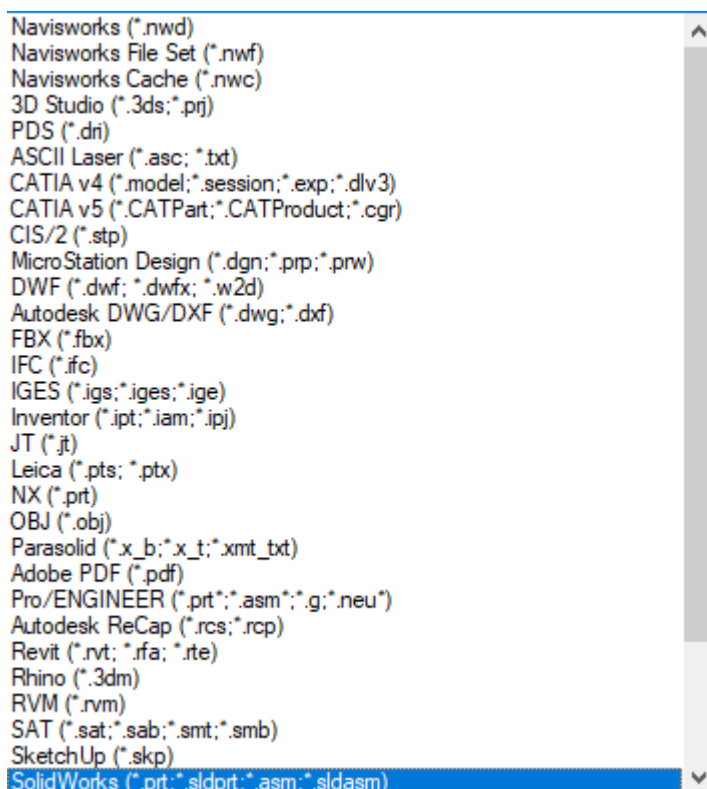 Navisworks (*.nwd)
Navisworks File Set (*.nwf)
Navisworks Cache (*.nwc)
3D Studio (*.3ds;*.prj)
PDS (*.dri)
ASCII Laser (*.asc; *.txt)
CATIA v4 (*.model;*.session;*.exp;*.dlv3)
CATIA v5 (*.CATPart;*.CATProduct;*.cgr)
CIS/2 (*.stp)
MicroStation Design (*.dgn;*.prp;*.prw)
DWF (*.dwf; *.dwfx; *.w2d)
Autodesk DWG/DXF (*.dwg;*.dxf)
FBX (*.fbx)
IFC (*.ifc)
IGES (*.igs;*.iges;*.ige)
Inventor (*.ipt;*.iam;*.ipj)
JT (*.jt)
Leica (*.pts; *.ptx)
NX (*.prt)
OBJ (*.obj)
Parasolid (*.x_b;*.x_t;*.xmt_txt)
Adobe PDF (*.pdf)
Pro/ENGINEER (*.prt*;*.asm*;*.g;*.neu*)
Autodesk ReCap (*.rcs;*.rcp)
Revit (*.rvt; *.rfa; *.rte)
Rhino (*.3dm)
RVM (*.rvm)
SAT (*.sat;*.sab;*.smt;*.smb)
SketchUp (*.skp)
SolidWorks (*.prt;*.sldprt;*.asm;*.sldasm)